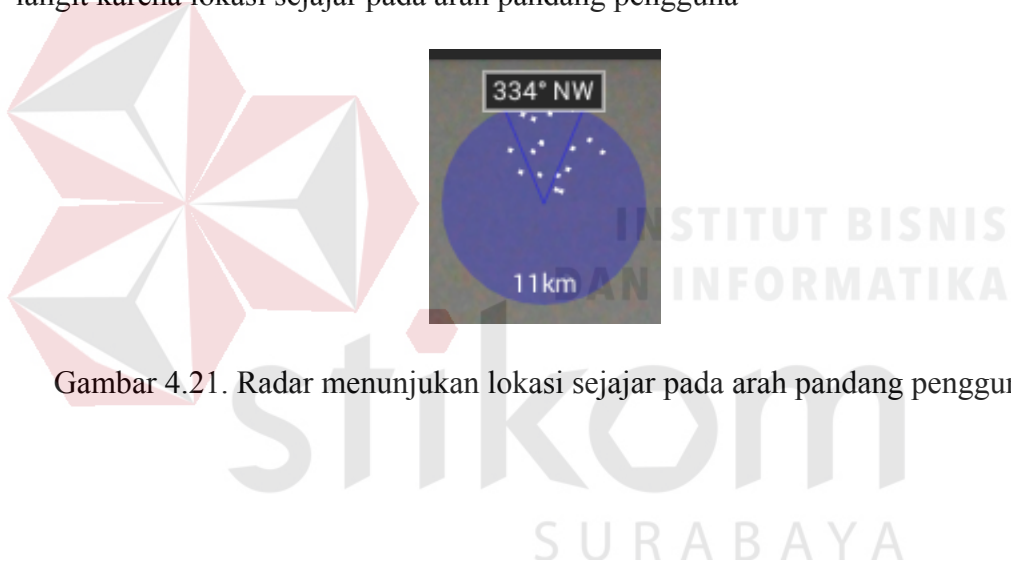 langit karena lokasi sejajar pada arah pandang pengguna
334° NW
11km
INSTITUT BISNIS
DAN INFORMATIKA
Gambar 4.21. Radar menunjukan lokasi sejajar pada arah pandang
stikom
SURABAYA